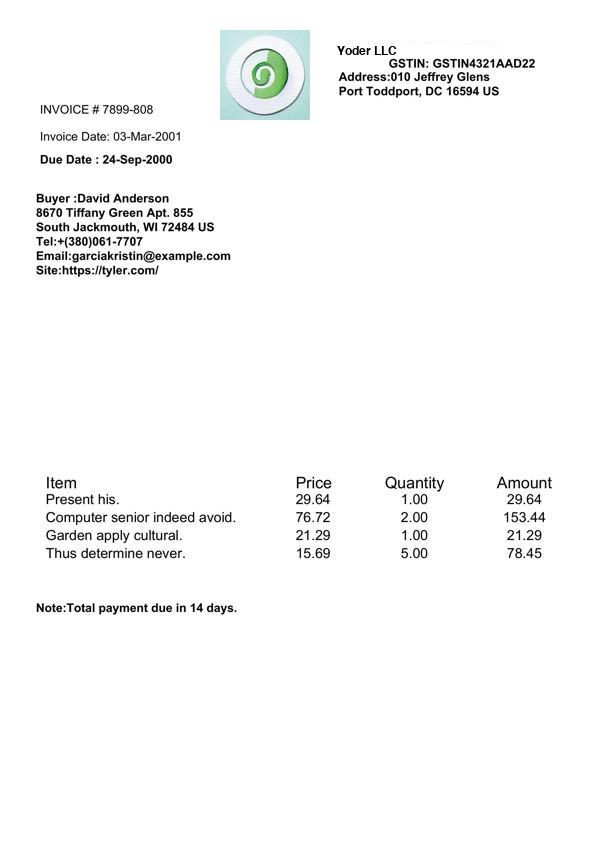 Yoder LLC
GSTIN: GSTIN4321AAD22
Address:010 Jeffrey Glens
Port Toddport, DC 16594 US
INVOICE # 7899-808
Invoice Date: 03-Mar-2001
Due Date : 24-Sep-2000
Buyer :David Anderson
8670 Tiffany Green Apt. 855
South Jackmouth, WI 72484 US
Tel:+(380)061-7707
Email:garciakristin@example.com
Site:https://tyler.com/
Item Price Quantity Amount
Present his. 29.64 1.00 29.64
Computer senior indeed avoid. 76.72 2.00 153.44
Garden apply cultural. 21.29 1.00 21.29
Thus determine never. 15.69 5.00 78.45
Note:Total payment due in 14 days.